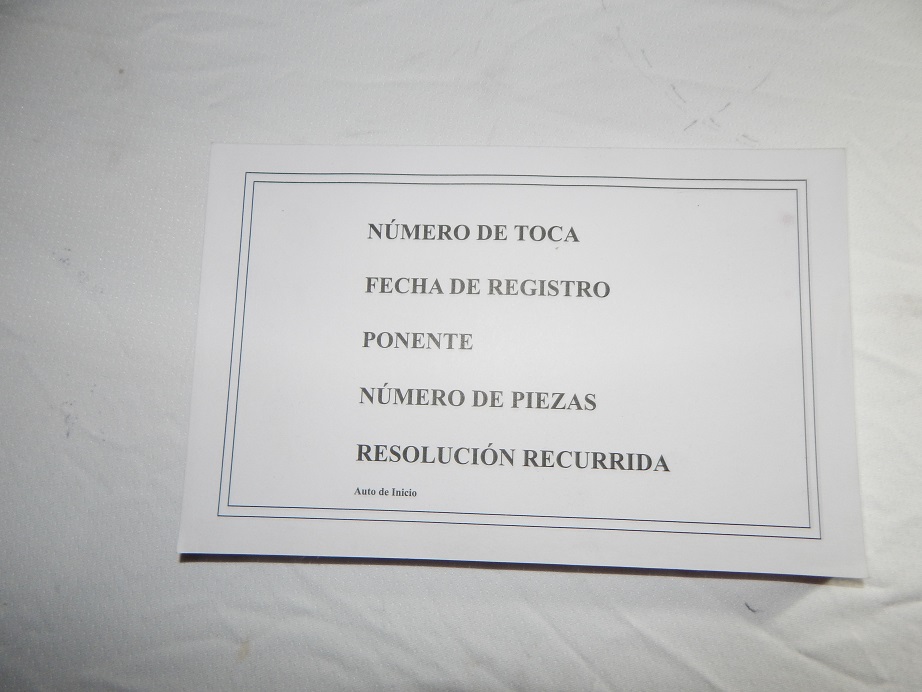 NÚMERO DE TOCA
FECHA DE REGISTRO
PONENTE
NÚMERO DE PIEZAS
RESOLUCIÓN RECURRIDA
Auto de Inicio